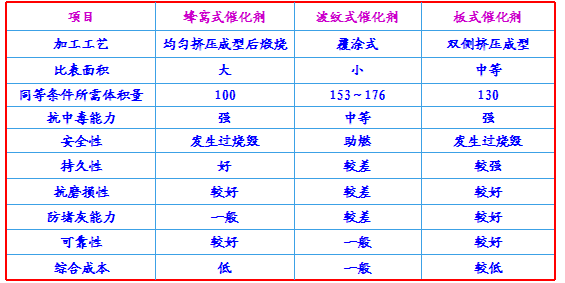 项目 蜂窝式催化剂 波纹式催化剂 板式催化剂
加工工艺 均匀挤压成型后煅烧 覆涂式 双侧挤压成型
比表面积 大 小 中等
同等条件所需体积量 100 153～176 130
抗中毒能力 强 中等 强
安全性 发生过烧毁 助燃 发生过烧毁
持久性 好 较差 较强
抗磨损性 较好 较差 较好
防堵灰能力 一般 较差 较好
可靠性 较好 一般 较好
综合成本 低 一般 较低